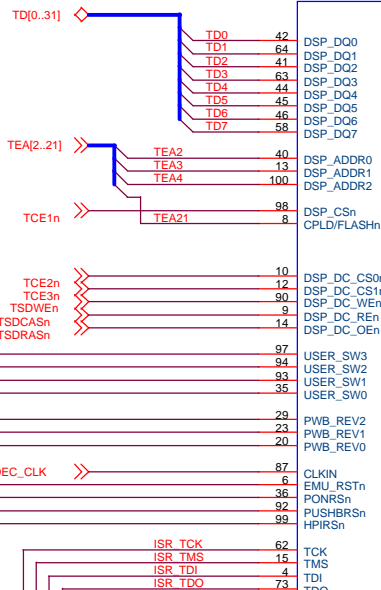 TD[0..31]
TD0 42 DSP_DQ0
TD1 64 DSP_DQ1
TD2 41 DSP_DQ2
TD3 63 DSP_DQ3
TD4 44 DSP_DQ4
TD5 45 DSP_DQ5
TD6 46 DSP_DQ6
TD7 58 DSP_DQ7
TEA[2..21]
TEA2 40 DSP_ADDR0
TEA3 13 DSP_ADDR1
TEA4 100 DSP_ADDR2
TCE1n 98 DSP_CSn
TEA21 8 CPLD/FLASHn
TCE2n 10 DSP_DC_CS0n
TCE3n 12 DSP_DC_CS1n
TSDWEn 90 DSP_DC_WEn
TSDCASn 9 DSP_DC_REn
TSDRASn 14 DSP_DC_OEn
97 USER_SW3
94 USER_SW2
93 USER_SW1
35 USER_SW0
29 PWB_REV2
23 PWB_REV1
20 PWB_REV0
DEC_CLK 87 CLKIN
6 EMU_RSTn
36 PONRSn
92 PUSHBRSn
99 HPIRSn
ISR_TCK 62 TCK
ISR_TMS 15 TMS
ISR_TDI 4 TDI
ISR_TDO 73 TDO